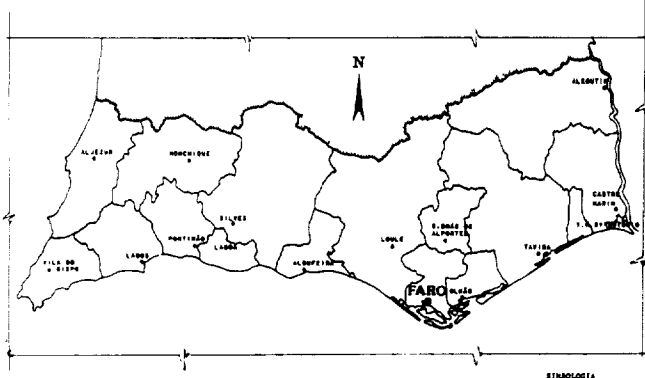 N
ALCOUTIM
ALJEZUR
MONCHIQUE
CASTRO
MARIM
SILVES
S.BRÁS DE
ALPORTEL
PORTIMÃO
LAGOA
LOULÉ
TAVIRA
VILA DO
BISPO
LAGOS
ALBUFEIRA
FARO
OLHÃO
SIMBOLOGIA